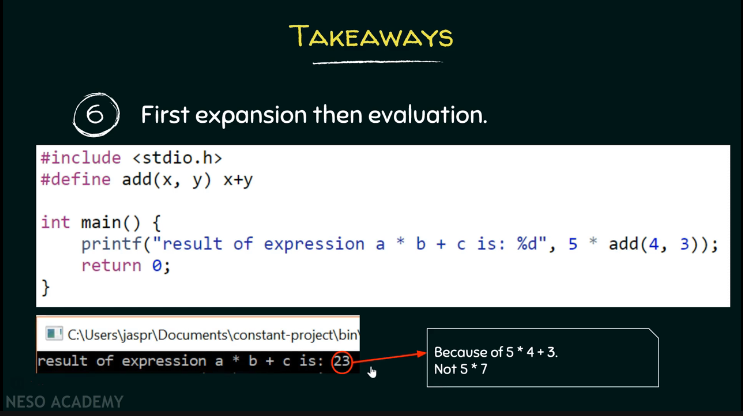 TAKEAWAYS
6 First expansion then evaluation.
#include <stdio.h>
#define add(x, y) x+y
int main() {
    printf("result of expression a * b + c is: %d", 5 * add(4, 3));
    return 0;
}
C:\Users\jaspr\Documents\constant-project\bin\
result of expression a * b + c is: 23
Because of 5 * 4 + 3.
Not 5 * 7
NESO ACADEMY